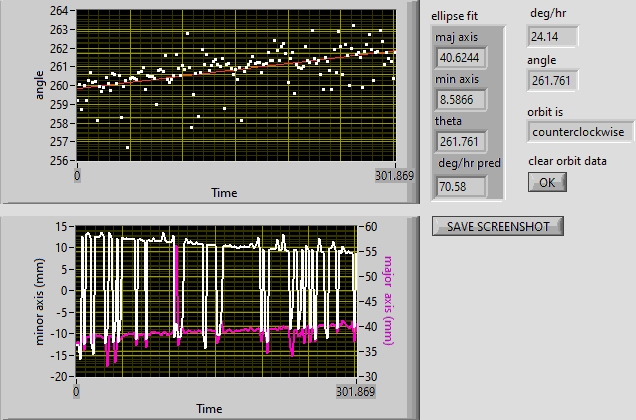 264
263
262
261
260
259
258
257
256
angle
0
301.869
Time
ellipse fit
maj axis
40.6244
min axis
8.5866
theta
261.761
deg/hr pred
70.58
deg/hr
24.14
angle
261.761
orbit is
counterclockwise
clear orbit data
OK
SAVE SCREENSHOT
15
10
5
0
-5
-10
-15
-20
minor axis (mm)
60
55
50
45
40
35
30
major axis (mm)
0
301.869
Time